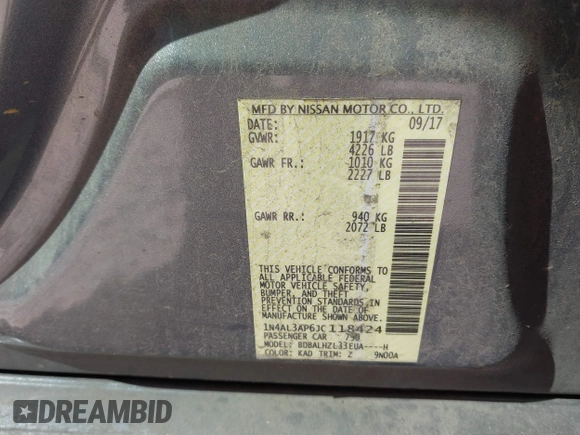 MFD BY NISSAN MOTOR CO., LTD.
DATE: 09/17
GVWR: 1917 KG
4226 LB
GAWR FR.: 1010 KG
2227 LB
GAWR RR.: 940 KG
2072 LB
THIS VEHICLE CONFORMS TO
ALL APPLICABLE FEDERAL
MOTOR VEHICLE SAFETY,
BUMPER, AND THEFT
PREVENTION STANDARDS IN
EFFECT ON THE DATE OF
MANUFACTURE SHOWN ABOVE
1N4AL3AP6JC118424
PASSENGER CAR 798
MODEL: BDBALHZL33EUA----H
COLOR: KAD TRIM: Z 9N00A
DREAMBID